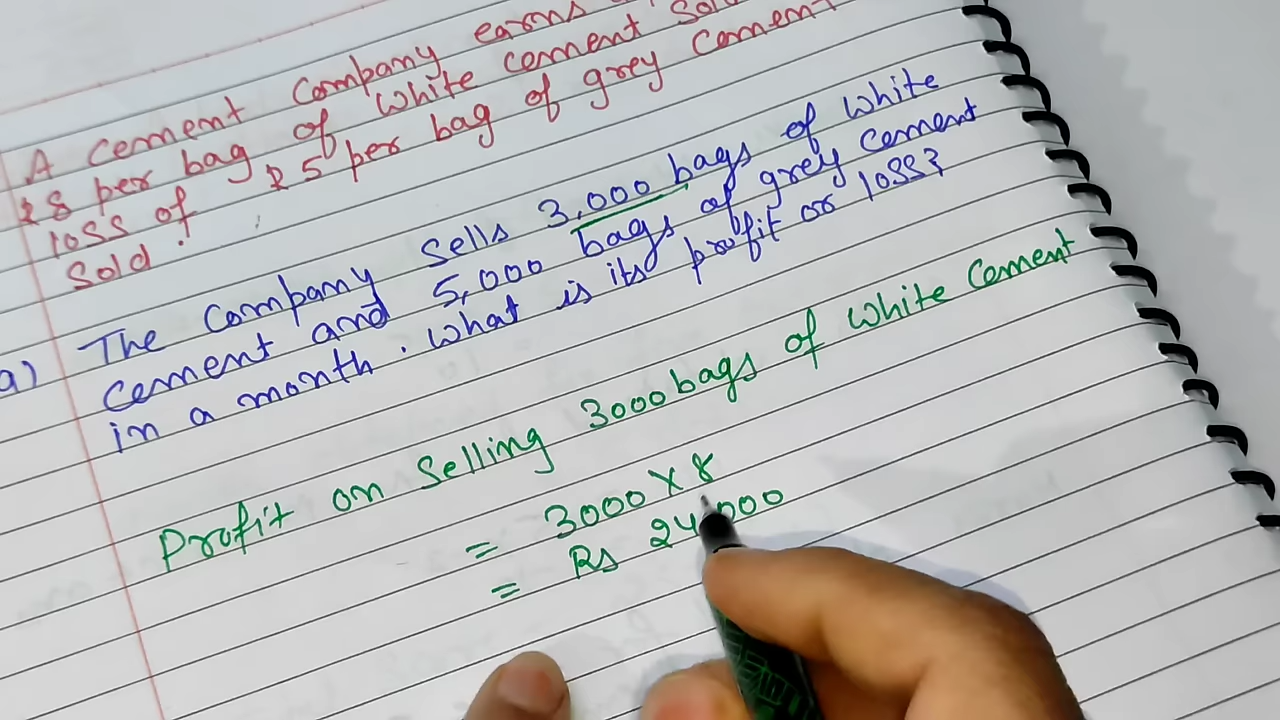 A cement company earns
₹8 per bag of white cement sold
loss of ₹5 per bag of grey cement
Sold.
a) The company sells 3,000 bags of white
cement and 5,000 bags of grey cement
in a month. What is its profit or loss?
Profit on selling 3000 bags of white cement
= 3000 × 8
= Rs 24,000